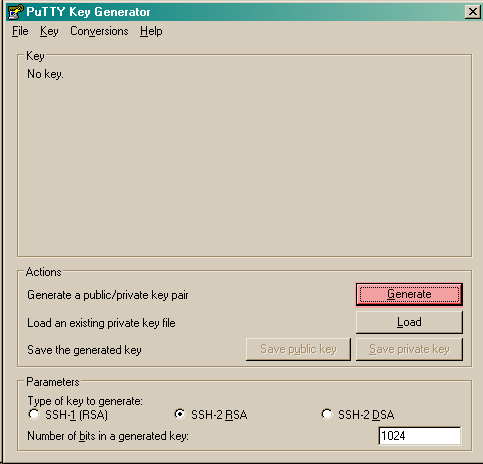 PuTTY Key Generator
File Key Conversions Help
Key
No key.
Actions
Generate a public/private key pair Generate
Load an existing private key file Load
Save the generated key Save public key Save private key
Parameters
Type of key to generate:
SSH-1 (RSA) SSH-2 RSA SSH-2 DSA
Number of bits in a generated key: 1024